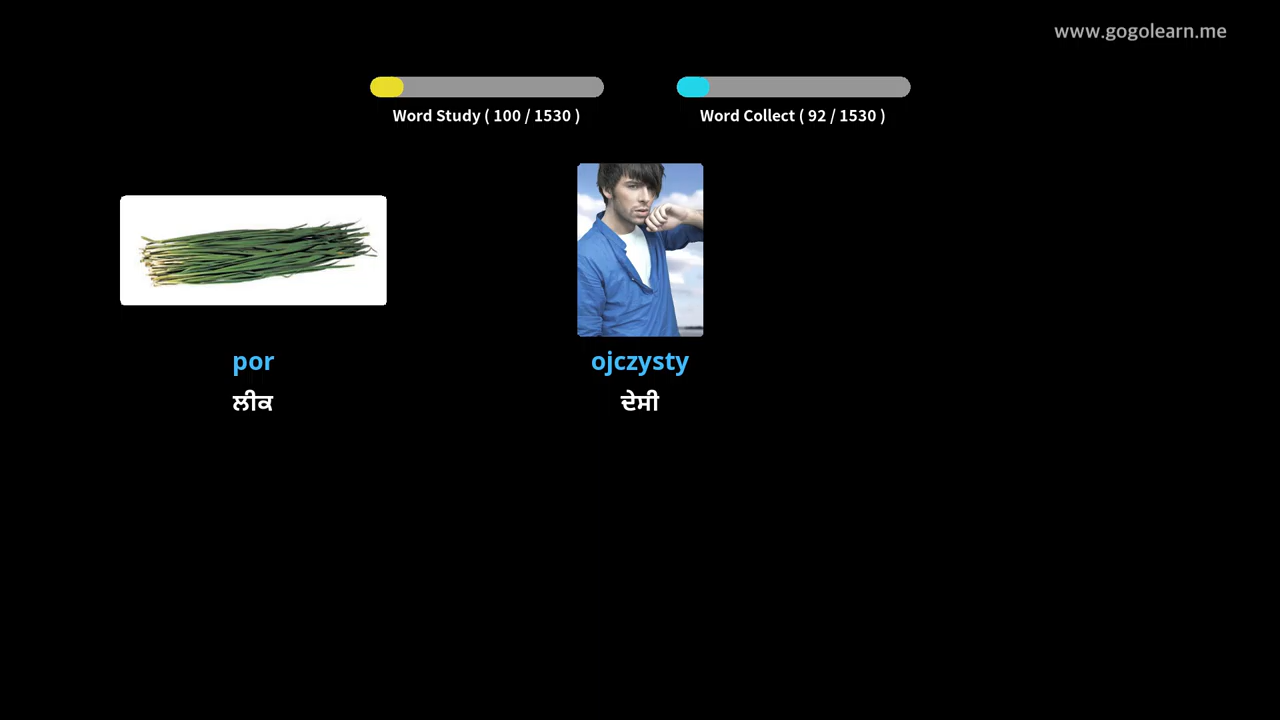 www.gogolearn.me
Word Study ( 100 / 1530 )
Word Collect ( 92 / 1530 )
por
ਲੀਕ
ojczysty
ਦੇਸੀ